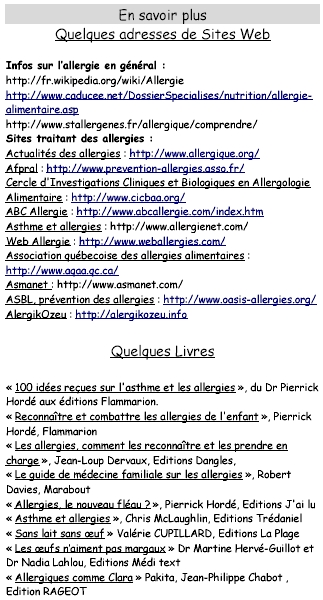 En savoir plus
Quelques adresses de Sites Web
Infos sur l'allergie en général :
http://fr.wikipedia.org/wiki/Allergie
http://www.caducee.net/DossierSpecialises/nutrition/allergie-
alimentaire.asp
http://www.stallergenes.fr/allergique/comprendre/
Sites traitant des allergies :
Actualités des allergies : http://www.allergique.org/
Afpral : http://www.prevention-allergies.asso.fr/
Cercle d'Investigations Cliniques et Biologiques en Allergologie
Alimentaire : http://www.cicbaa.org/
ABC Allergie : http://www.abcallergie.com/index.htm
Asthme et allergies : http://www.allergienet.com/
Web Allergie : http://www.weballergies.com/
Association québecoise des allergies alimentaires :
http://www.aqaa.qc.ca/
Asmanet : http://www.asmanet.com/
ASBL, prévention des allergies : http://www.oasis-allergies.org/
AlergikOzeu : http://alergikozeu.info
Quelques Livres
« 100 idées reçues sur l'asthme et les allergies », du Dr Pierrick
Hordé aux éditions Flammarion.
« Reconnaître et combattre les allergies de l'enfant », Pierrick
Hordé, Flammarion
« Les allergies, comment les reconnaître et les prendre en
charge », Jean-Loup Dervaux, Editions Dangles,
« Le guide de médecine familiale sur les allergies », Robert
Davies, Marabout
« Allergies, le nouveau fléau ? », Pierrick Hordé, Editions J'ai lu
« Asthme et allergies », Chris McLaughlin, Editions Trédaniel
« Sans lait sans œuf » Valérie CUPILLARD, Editions La Plage
« Les œufs n'aiment pas margaux » Dr Martine Hervé-Guillot et
Dr Nadia Lahlou, Editions Médi text
« Allergiques comme Clara » Pakita, Jean-Philippe Chabot ,
Edition RAGEOT